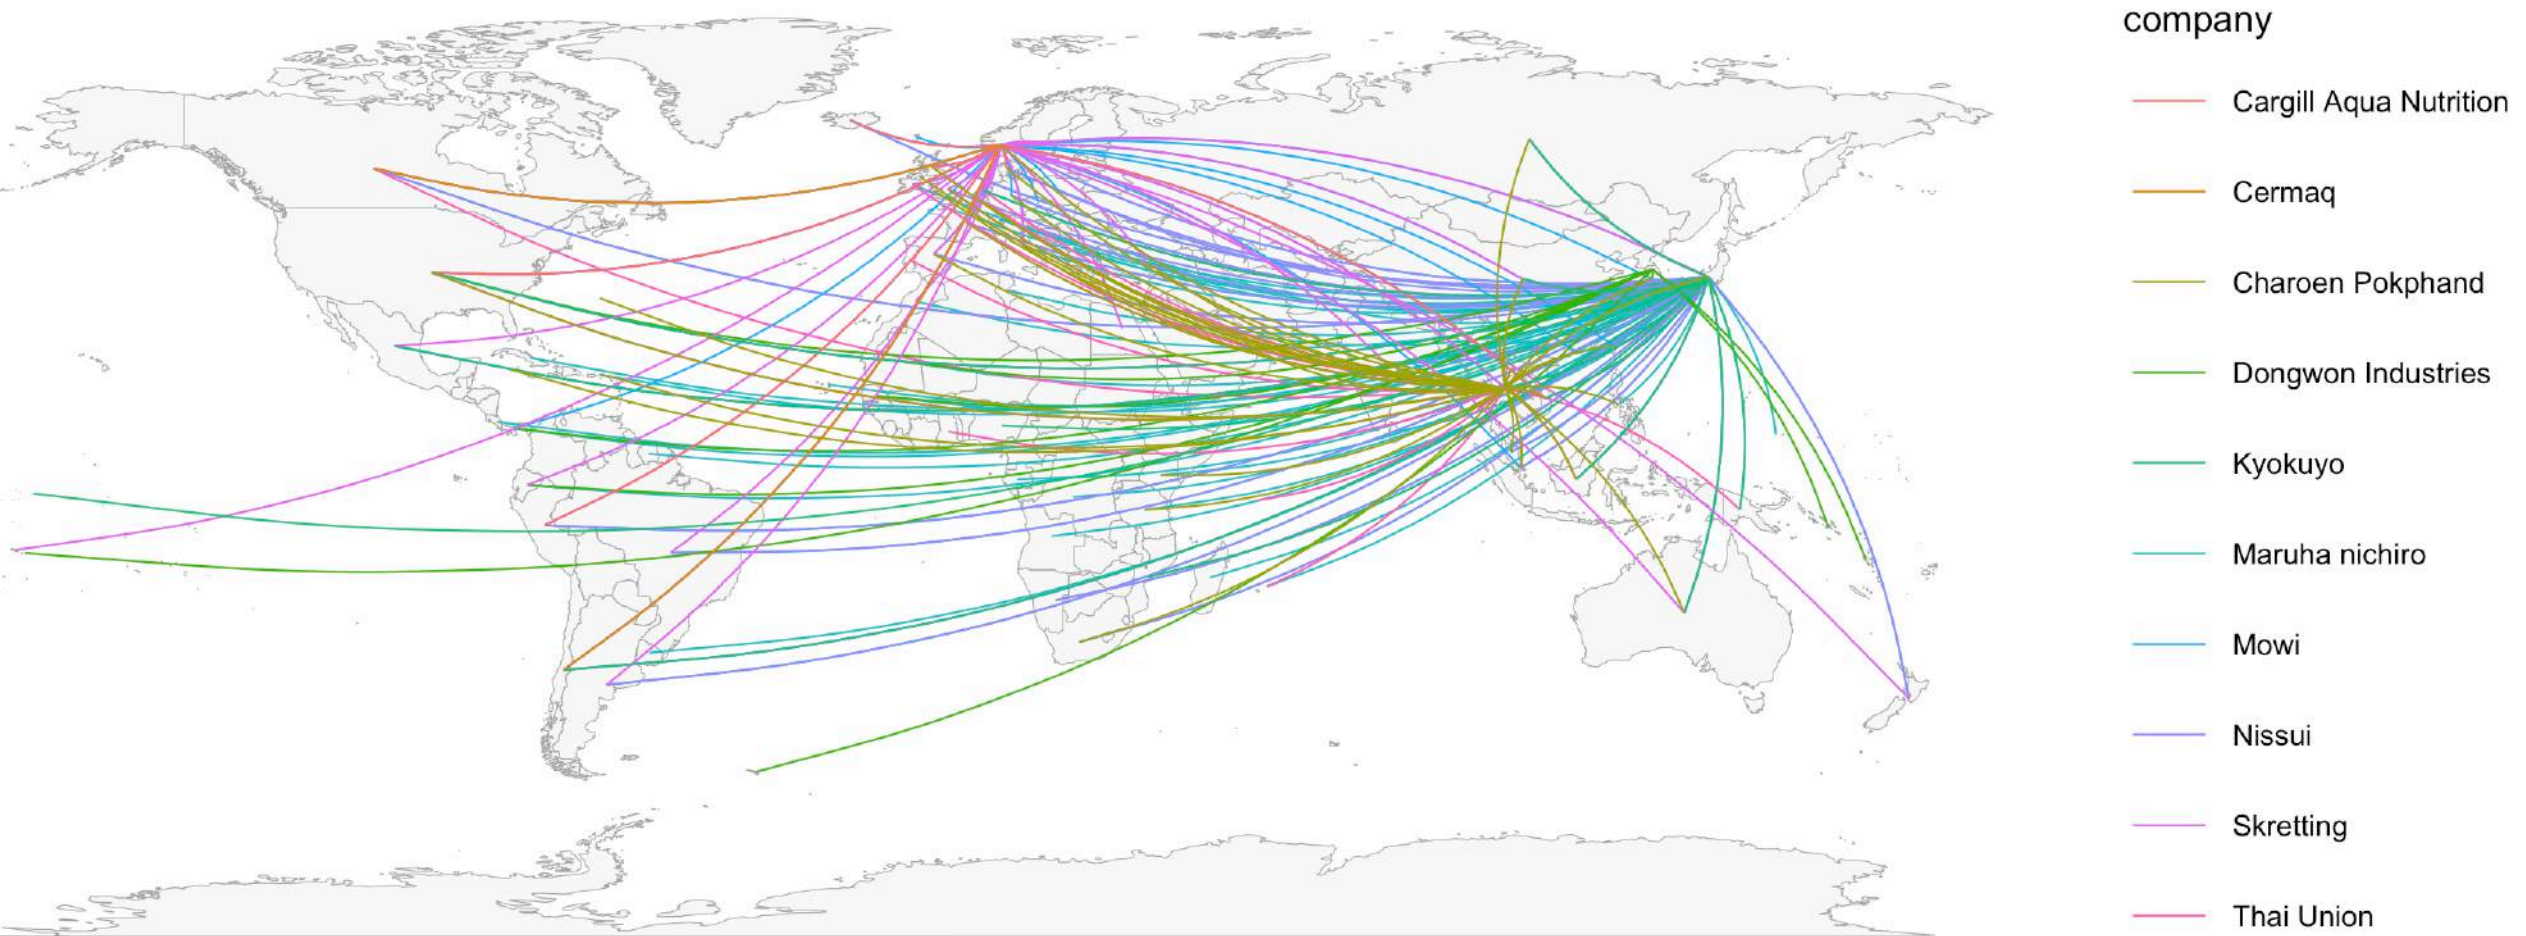 company
Cargill Aqua Nutrition
Cermaq
Charoen Pokphand
Dongwon Industries
Kyokuyo
Maruha nichiro
Mowi
Nissui
Skretting
Thai Union